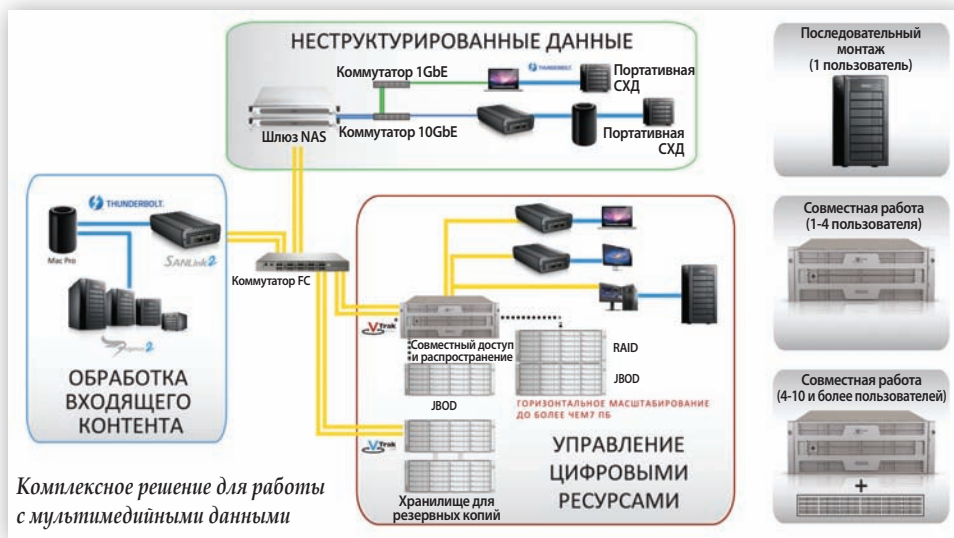 НЕСТРУКТУРИРОВАННЫЕ ДАННЫЕ
Коммутатор 1GbE
THUNDERBOLT
Портативная
СХД
Шлюз NAS
Коммутатор 10GbE
Портативная
СХД
THUNDERBOLT.
Mac Pro
SANLink2
Pegasus2
ОБРАБОТКА
ВХОДЯЩЕГО
КОНТЕНТА
Коммутатор FC
VTrak
Совместный доступ
и распространение
JBOD
RAID
JBOD
ГОРИЗОНТАЛЬНОЕ МАСШТАБИРОВАНИЕ
ДО БОЛЕЕ ЧЕМ7 ПБ
VTrak
Хранилище для
резервных копий
УПРАВЛЕНИЕ
ЦИФРОВЫМИ
РЕСУРСАМИ
Последовательный
монтаж
(1 пользователь)
Совместная работа
(1-4 пользователя)
Совместная работа
(4-10 и более пользователей)
+
Комплексное решение для работы
с мультимедийными данными